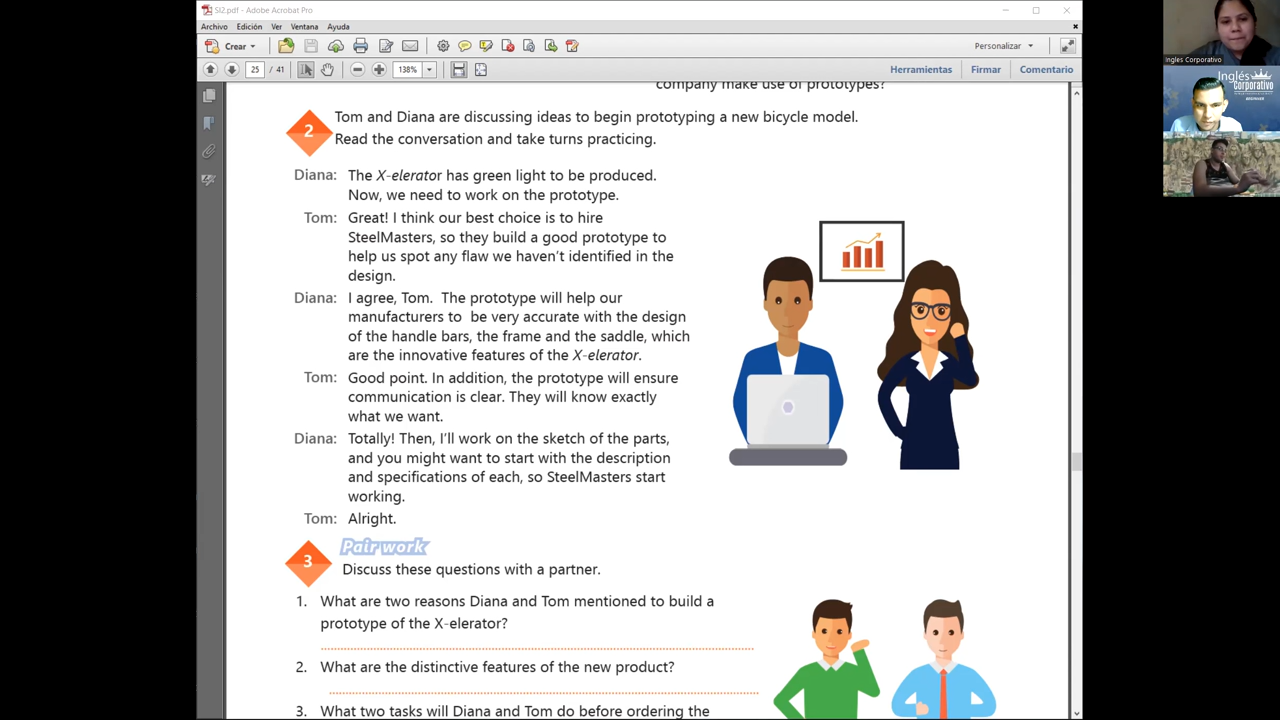 SI2.pdf - Adobe Acrobat Pro
Archivo Edición Ver Ventana Ayuda
Crear
Personalizar
25 / 41
138%
Herramientas Firmar Comentario
company make use of prototypes?
2
Tom and Diana are discussing ideas to begin prototyping a new bicycle model.
Read the conversation and take turns practicing.
Diana: The X-elerator has green light to be produced.
Now, we need to work on the prototype.
Tom: Great! I think our best choice is to hire
SteelMasters, so they build a good prototype to
help us spot any flaw we haven't identified in the
design.
Diana: I agree, Tom. The prototype will help our
manufacturers to be very accurate with the design
of the handle bars, the frame and the saddle, which
are the innovative features of the X-elerator.
Tom: Good point. In addition, the prototype will ensure
communication is clear. They will know exactly
what we want.
Diana: Totally! Then, I'll work on the sketch of the parts,
and you might want to start with the description
and specifications of each, so SteelMasters start
working.
Tom: Alright.
Pair work
3
Discuss these questions with a partner.
1. What are two reasons Diana and Tom mentioned to build a
prototype of the X-elerator?
2. What are the distinctive features of the new product?
3. What two tasks will Diana and Tom do before ordering the
Ingles Corporativo
Inglés
Corporativo